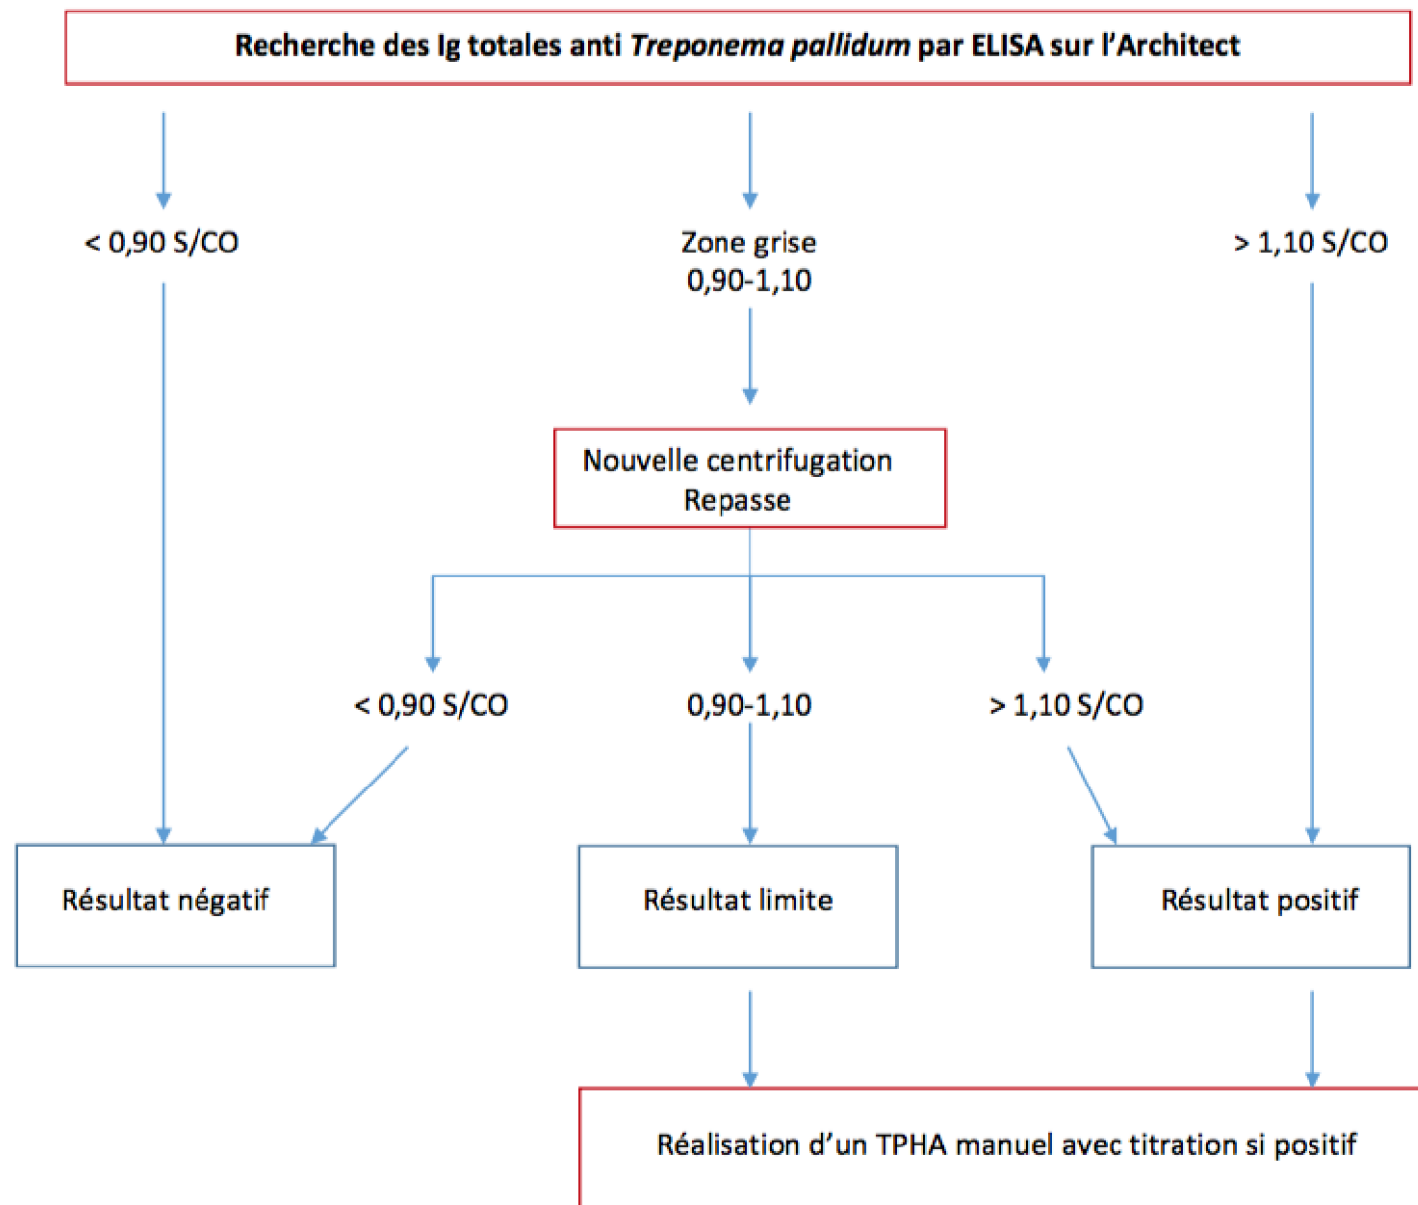 Recherche des Ig totales anti Treponema pallidum par ELISA sur l’Architect
< 0,90 S/CO
Zone grise
0,90-1,10
> 1,10 S/CO
Nouvelle centrifugation
Repasse
< 0,90 S/CO
0,90-1,10
> 1,10 S/CO
Résultat négatif
Résultat limite
Résultat positif
Réalisation d’un TPHA manuel avec titration si positif